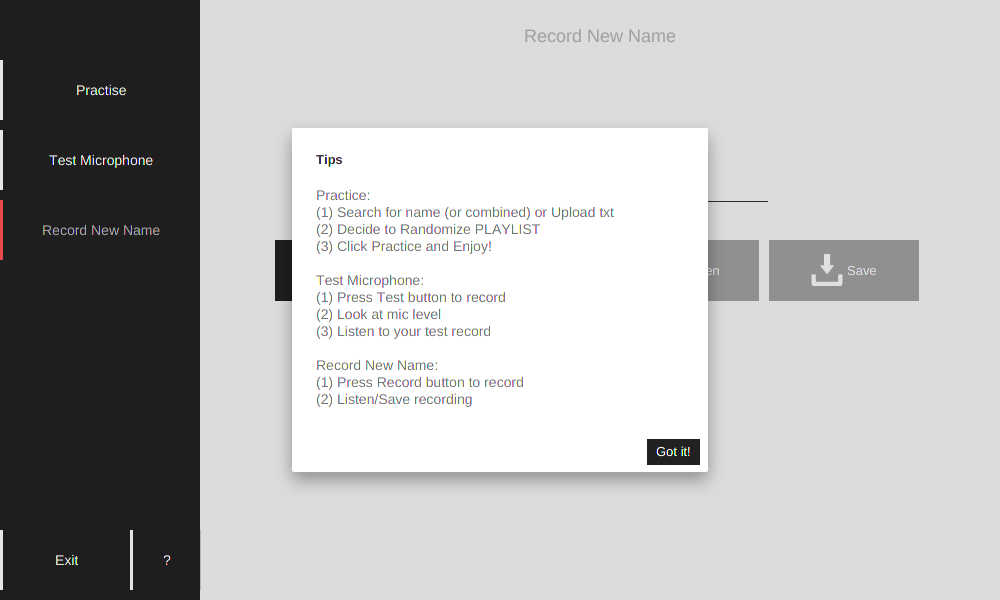 Record New Name
Practise
Test Microphone
Record New Name
Tips
Practice:
(1) Search for name (or combined) or Upload txt
(2) Decide to Randomize PLAYLIST
(3) Click Practice and Enjoy!
Test Microphone:
(1) Press Test button to record
(2) Look at mic level
(3) Listen to your test record
Record New Name:
(1) Press Record button to record
(2) Listen/Save recording
Got it!
Save
Exit
?